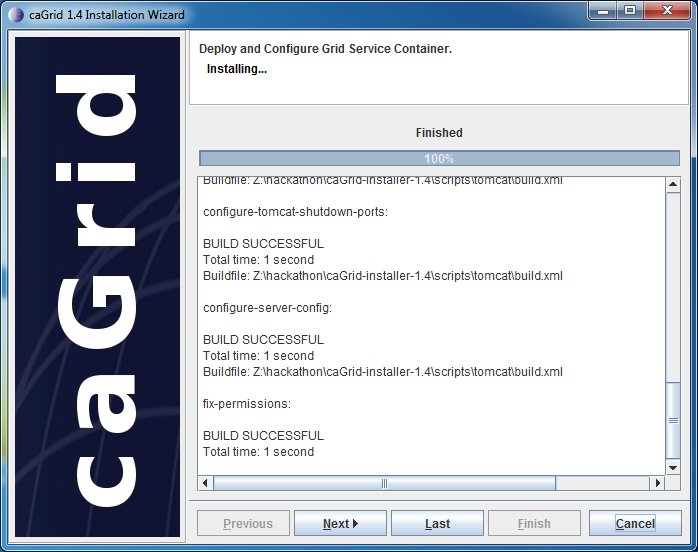 caGrid 1.4 Installation Wizard
caGrid
Deploy and Configure Grid Service Container.
Installing...
Finished
100%
Buildfile: Z:\hackathon\caGrid-installer-1.4\scripts\tomcat\build.xml
configure-tomcat-shutdown-ports:
BUILD SUCCESSFUL
Total time: 1 second
Buildfile: Z:\hackathon\caGrid-installer-1.4\scripts\tomcat\build.xml
configure-server-config:
BUILD SUCCESSFUL
Total time: 1 second
Buildfile: Z:\hackathon\caGrid-installer-1.4\scripts\tomcat\build.xml
fix-permissions:
BUILD SUCCESSFUL
Total time: 1 second
Previous
Next
Last
Finish
Cancel